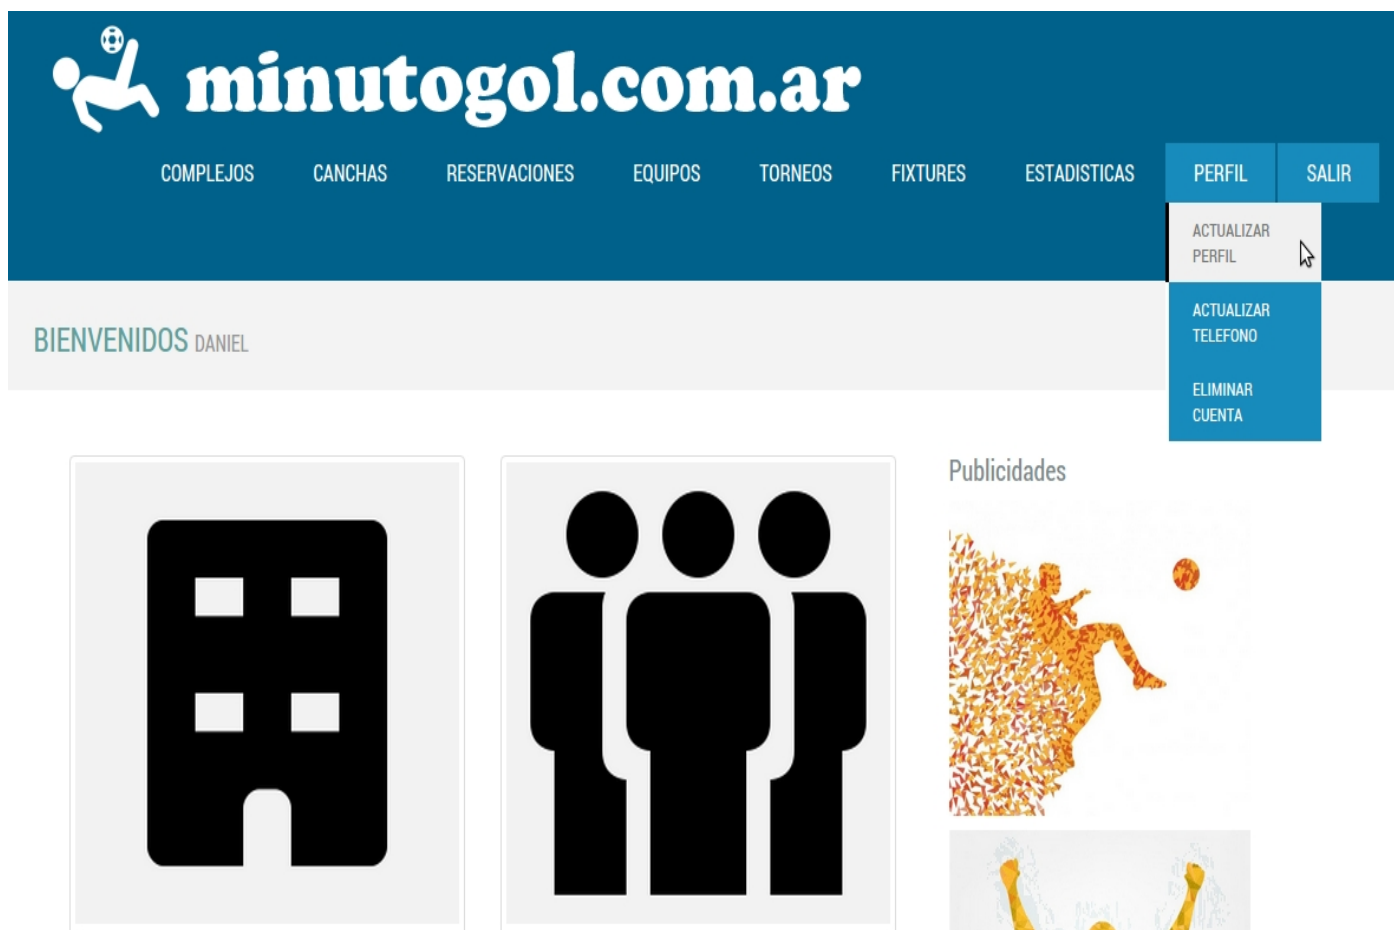 minutogol.com.ar
COMPLEJOS CANCHAS RESERVACIONES EQUIPOS TORNEOS FIXTURES ESTADISTICAS PERFIL SALIR
ACTUALIZAR
PERFIL
ACTUALIZAR
TELEFONO
ELIMINAR
CUENTA
BIENVENIDOS DANIEL
Publicidades